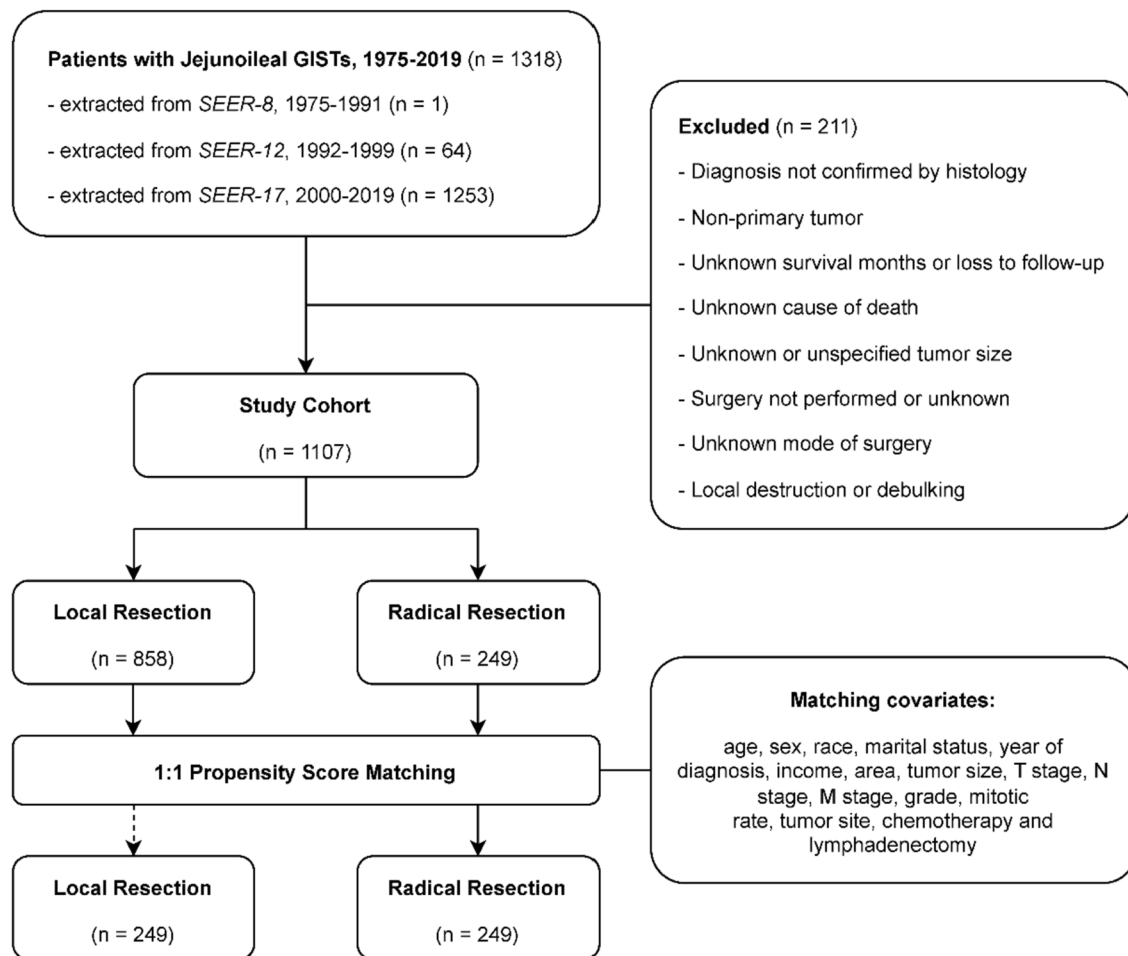 Patients with Jejunoileal GISTs, 1975-2019 (n = 1318)
- extracted from SEER-8, 1975-1991 (n = 1)
- extracted from SEER-12, 1992-1999 (n = 64)
- extracted from SEER-17, 2000-2019 (n = 1253)
Excluded (n = 211)
- Diagnosis not confirmed by histology
- Non-primary tumor
- Unknown survival months or loss to follow-up
- Unknown cause of death
- Unknown or unspecified tumor size
- Surgery not performed or unknown
- Unknown mode of surgery
- Local destruction or debulking
Study Cohort
(n = 1107)
Local Resection
(n = 858)
Radical Resection
(n = 249)
1:1 Propensity Score Matching
Matching covariates:
age, sex, race, marital status, year of
diagnosis, income, area, tumor size, T stage, N
stage, M stage, grade, mitotic
rate, tumor site, chemotherapy and
lymphadenectomy
Local Resection
(n = 249)
Radical Resection
(n = 249)